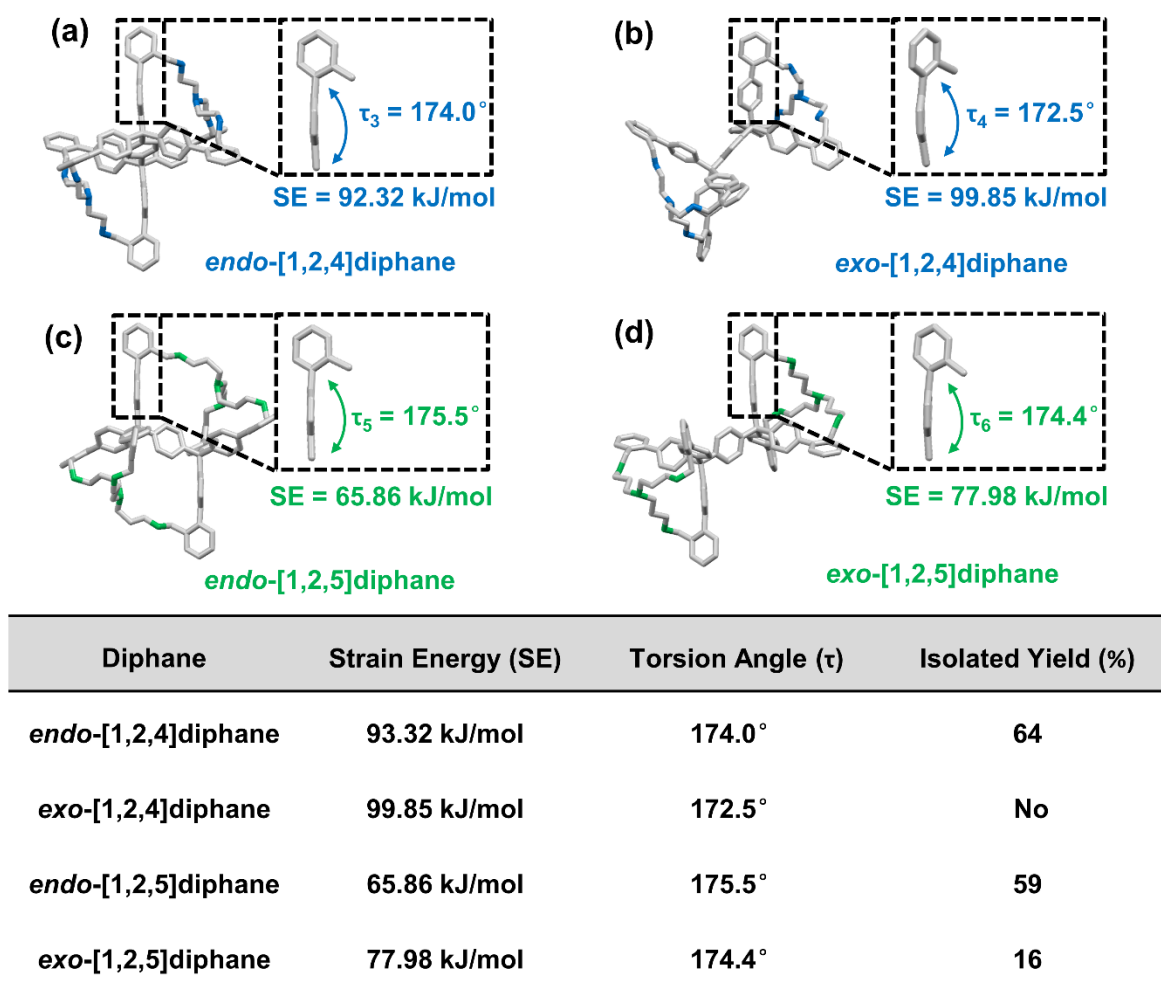 (a)
τ3 = 174.0°
SE = 92.32 kJ/mol
endo-[1,2,4]diphane
(b)
τ4 = 172.5°
SE = 99.85 kJ/mol
exo-[1,2,4]diphane
(c)
τ5 = 175.5°
SE = 65.86 kJ/mol
endo-[1,2,5]diphane
(d)
τ6 = 174.4°
SE = 77.98 kJ/mol
exo-[1,2,5]diphane
Diphane Strain Energy (SE) Torsion Angle (τ) Isolated Yield (%)
endo-[1,2,4]diphane 93.32 kJ/mol 174.0° 64
exo-[1,2,4]diphane 99.85 kJ/mol 172.5° No
endo-[1,2,5]diphane 65.86 kJ/mol 175.5° 59
exo-[1,2,5]diphane 77.98 kJ/mol 174.4° 16